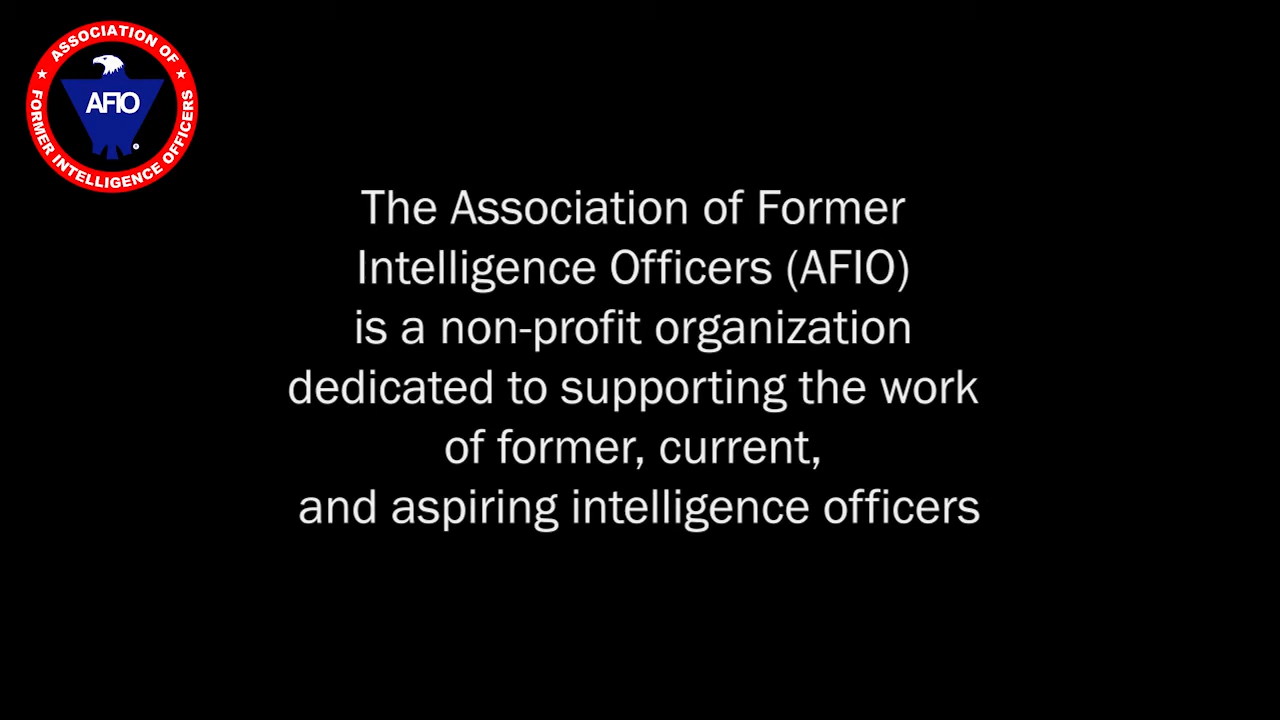 ASSOCIATION OF
FORMER INTELLIGENCE OFFICERS
AFIO
The Association of Former
Intelligence Officers (AFIO)
is a non-profit organization
dedicated to supporting the work
of former, current,
and aspiring intelligence officers